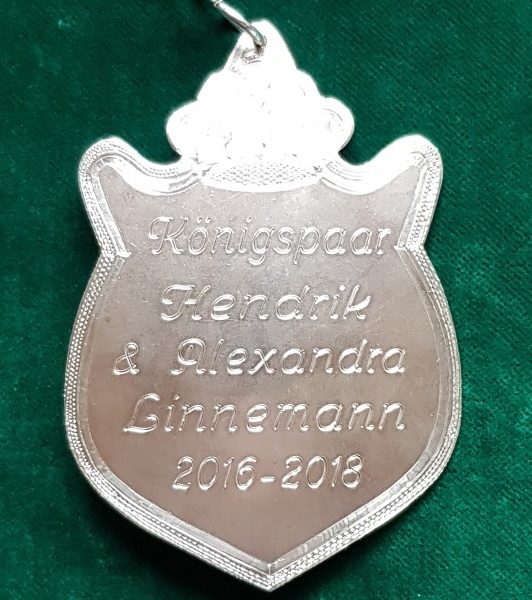 Königspaar
Hendrik
& Alexandra
Linnemann
2016-2018